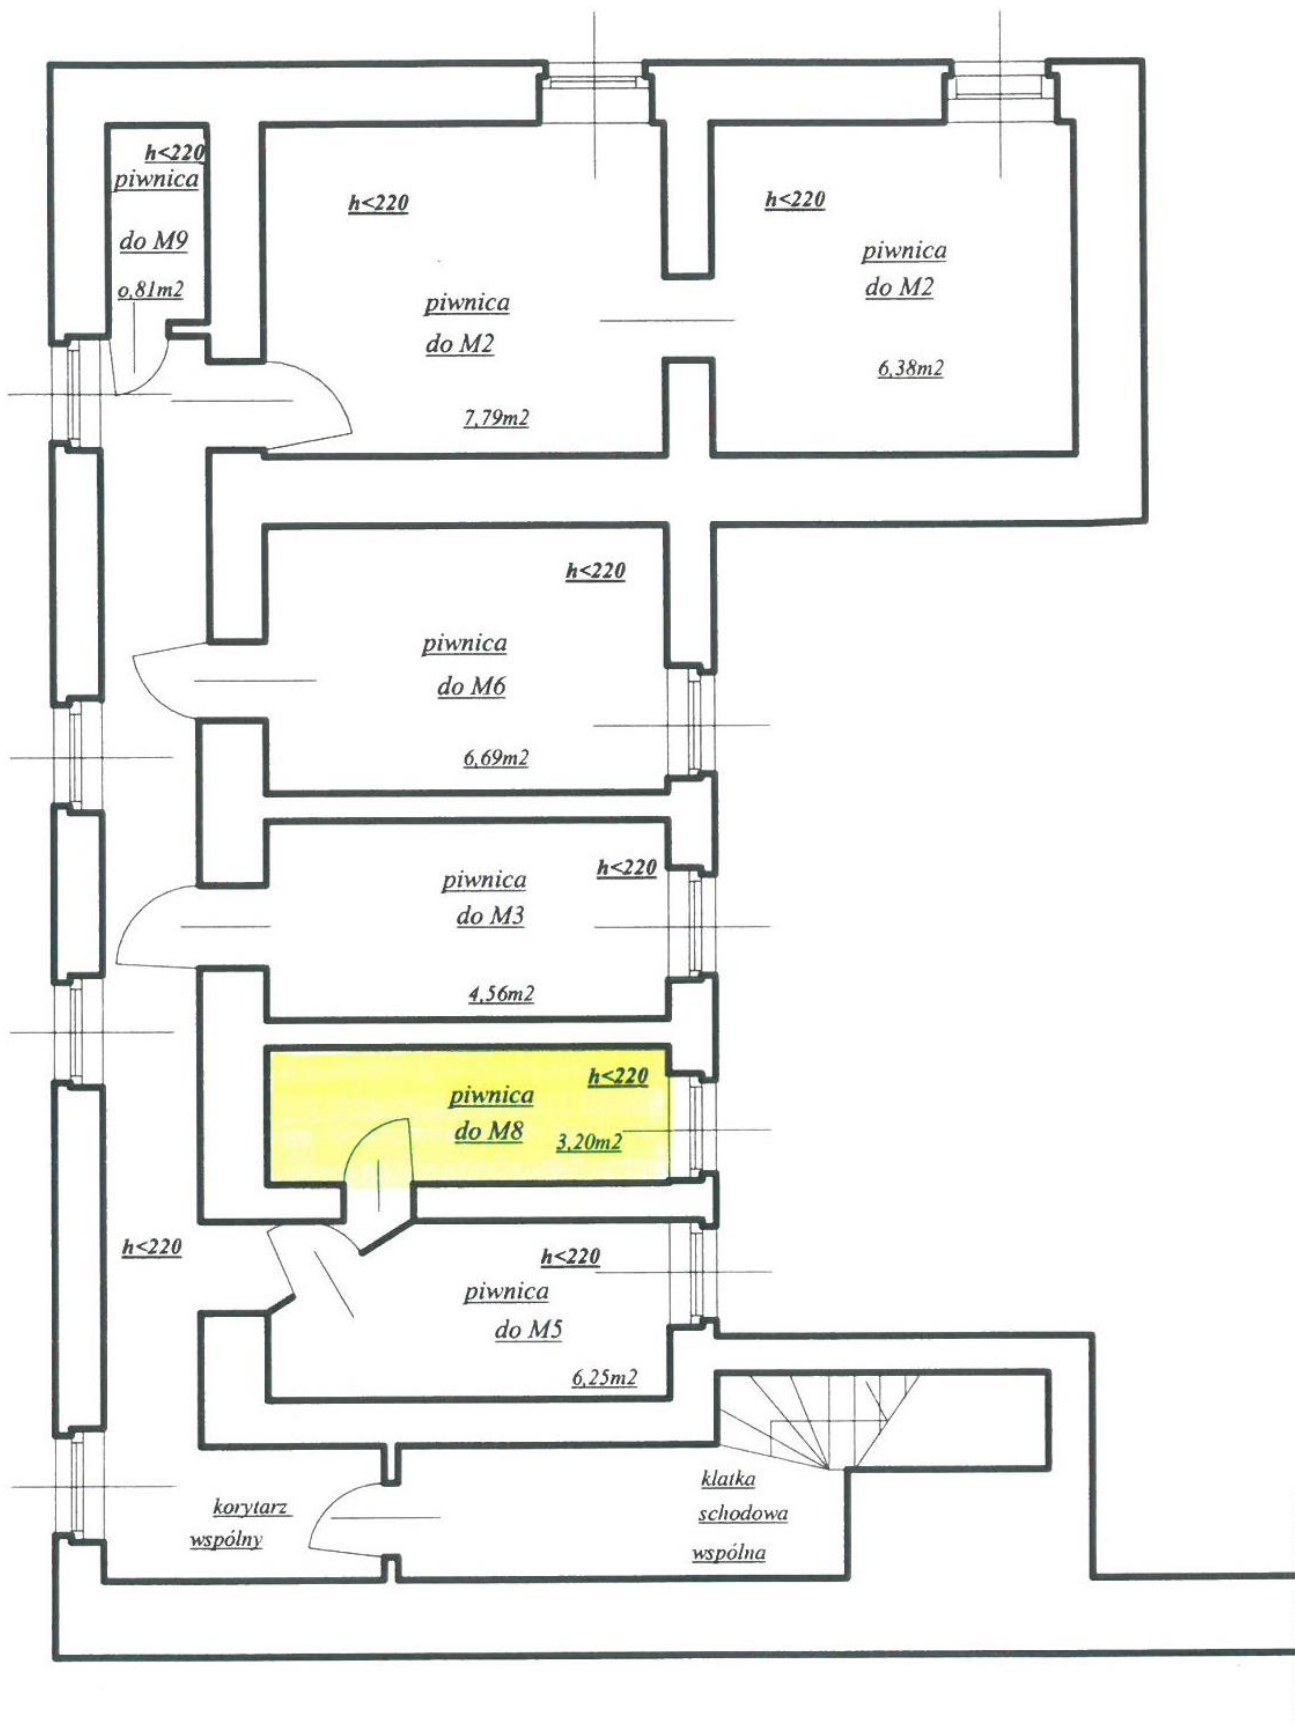 h<220
piwnica
do M9
0,81m2
h<220
piwnica
do M2
7,79m2
h<220
piwnica
do M2
6,38m2
h<220
piwnica
do M6
6,69m2
h<220
piwnica
do M3
4,56m2
h<220
piwnica
do M8
3,20m2
h<220
h<220
piwnica
do M5
6,25m2
korytarz
wspólny
klatka
schodowa
wspólna